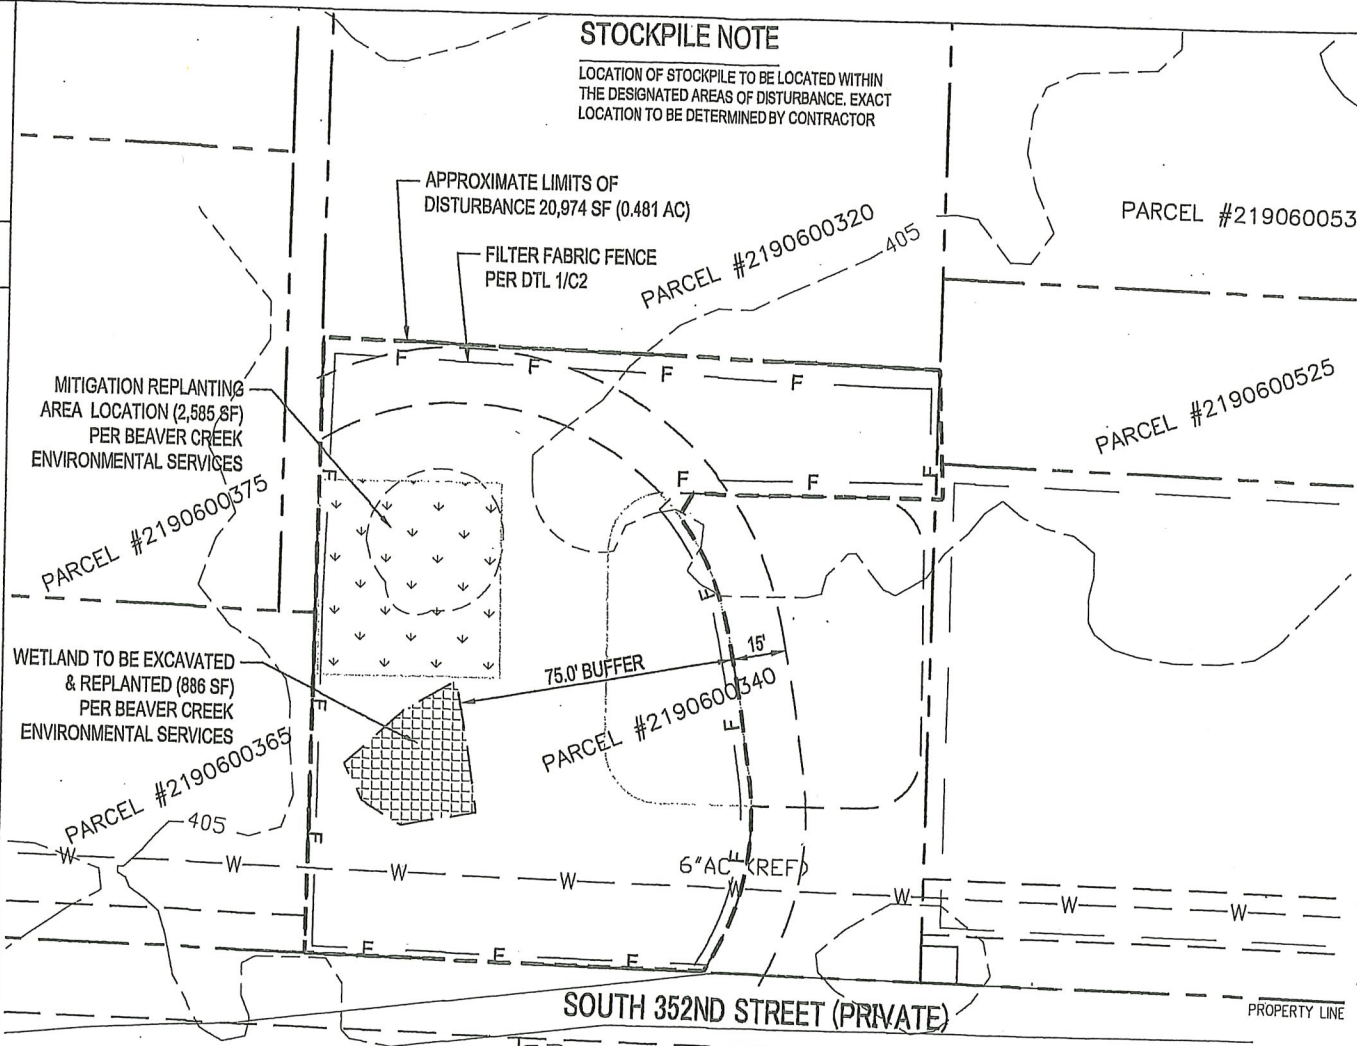 STOCKPILE NOTE
LOCATION OF STOCKPILE TO BE LOCATED WITHIN
THE DESIGNATED AREAS OF DISTURBANCE. EXACT
LOCATION TO BE DETERMINED BY CONTRACTOR
APPROXIMATE LIMITS OF
DISTURBANCE 20,974 SF (0.481 AC)
FILTER FABRIC FENCE
PER DTL 1/C2
PARCEL #2190600320
405
PARCEL #219060053
F
F
F
F
MITIGATION REPLANTING
AREA LOCATION (2,585 SF)
PER BEAVER CREEK
ENVIRONMENTAL SERVICES
PARCEL #2190600525
F
F
F
F
PARCEL #2190600375
F
WETLAND TO BE EXCAVATED
& REPLANTED (886 SF)
PER BEAVER CREEK
ENVIRONMENTAL SERVICES
75.0' BUFFER
15'
PARCEL #2190600340
F
F
PARCEL #2190600365
405
F
F
6"AC (REF)
W
W
W
W
W
W
W
W
F
F
F
SOUTH 352ND STREET (PRIVATE)
PROPERTY LINE